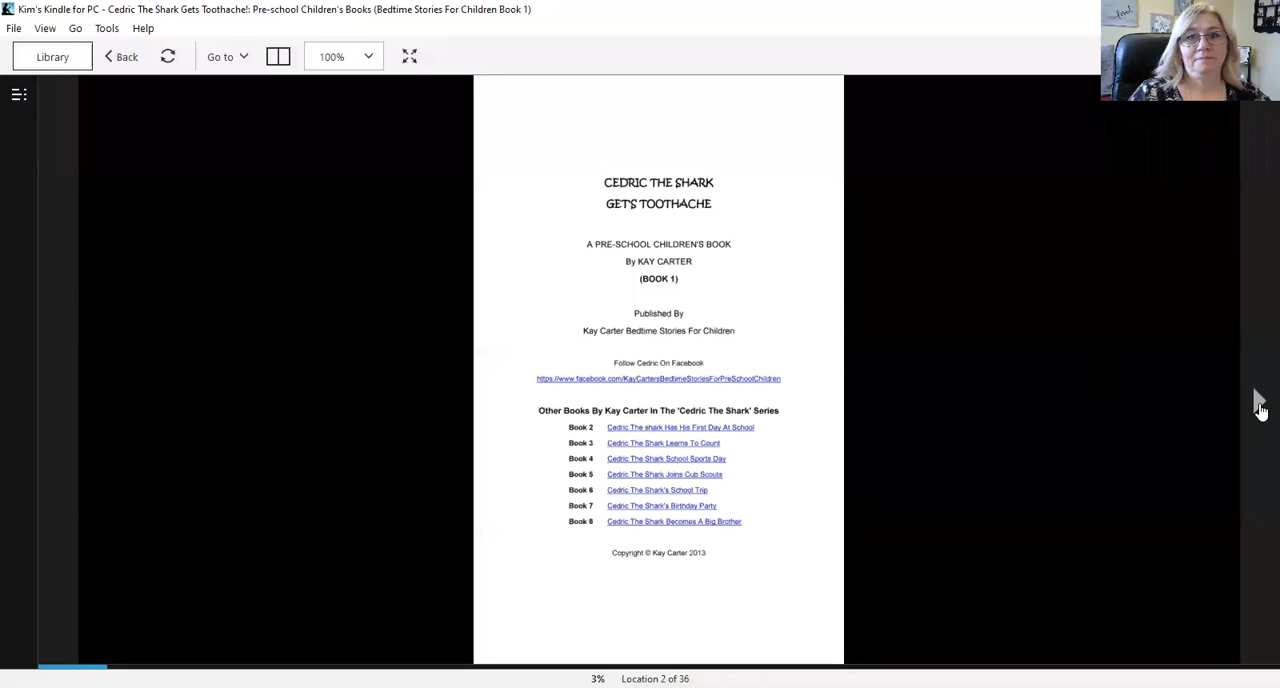 Kim's Kindle for PC - Cedric The Shark Gets Toothache!: Pre-school Children's Books (Bedtime Stories For Children Book 1)
File View Go Tools Help
Library Back Go to 100%
CEDRIC THE SHARK
GETS TOOTHACHE
A PRE-SCHOOL CHILDREN'S BOOK
By KAY CARTER
(BOOK 1)
Published By
Kay Carter Bedtime Stories For Children
Follow Cedric On Facebook
https://www.facebook.com/KayCartersBedtimeStoriesForPreSchoolChildren
Other Books By Kay Carter In The 'Cedric The Shark' Series
Book 2 Cedric The shark Has His First Day At School
Book 3 Cedric The Shark Learns To Count
Book 4 Cedric The Shark School Sports Day
Book 5 Cedric The Shark Joins Cub Scouts
Book 6 Cedric The Shark's School Trip
Book 7 Cedric The Shark's Birthday Party
Book 8 Cedric The Shark Becomes A Big Brother
Copyright © Kay Carter 2013
3% Location 2 of 36